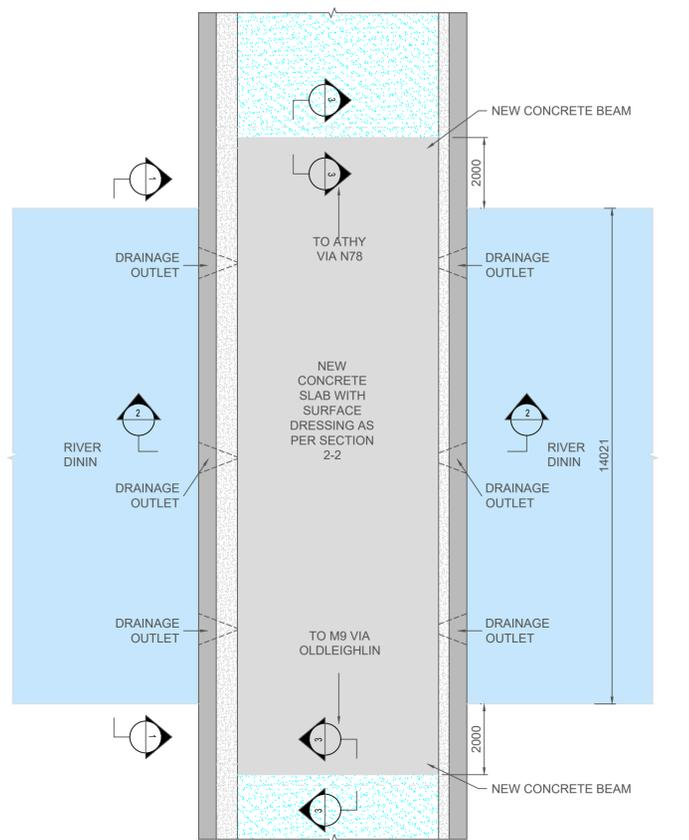 3
NEW CONCRETE BEAM
3
2000
1
TO ATHY
VIA N78
DRAINAGE
OUTLET
DRAINAGE
OUTLET
NEW
CONCRETE
SLAB WITH
SURFACE
DRESSING AS
PER SECTION
2-2
2
2
RIVER
DININ
RIVER
DININ
14021
DRAINAGE
OUTLET
DRAINAGE
OUTLET
DRAINAGE
OUTLET
DRAINAGE
OUTLET
TO M9 VIA
OLDLEIGHLIN
1
3
2000
NEW CONCRETE BEAM
3